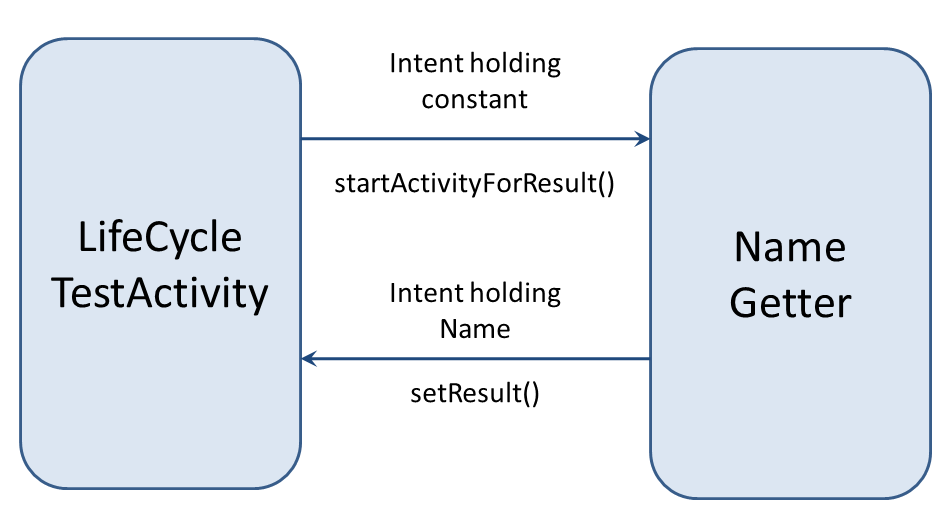 LifeCycle
TestActivity
Intent holding
constant
startActivityForResult()
Intent holding
Name
setResult()
Name
Getter